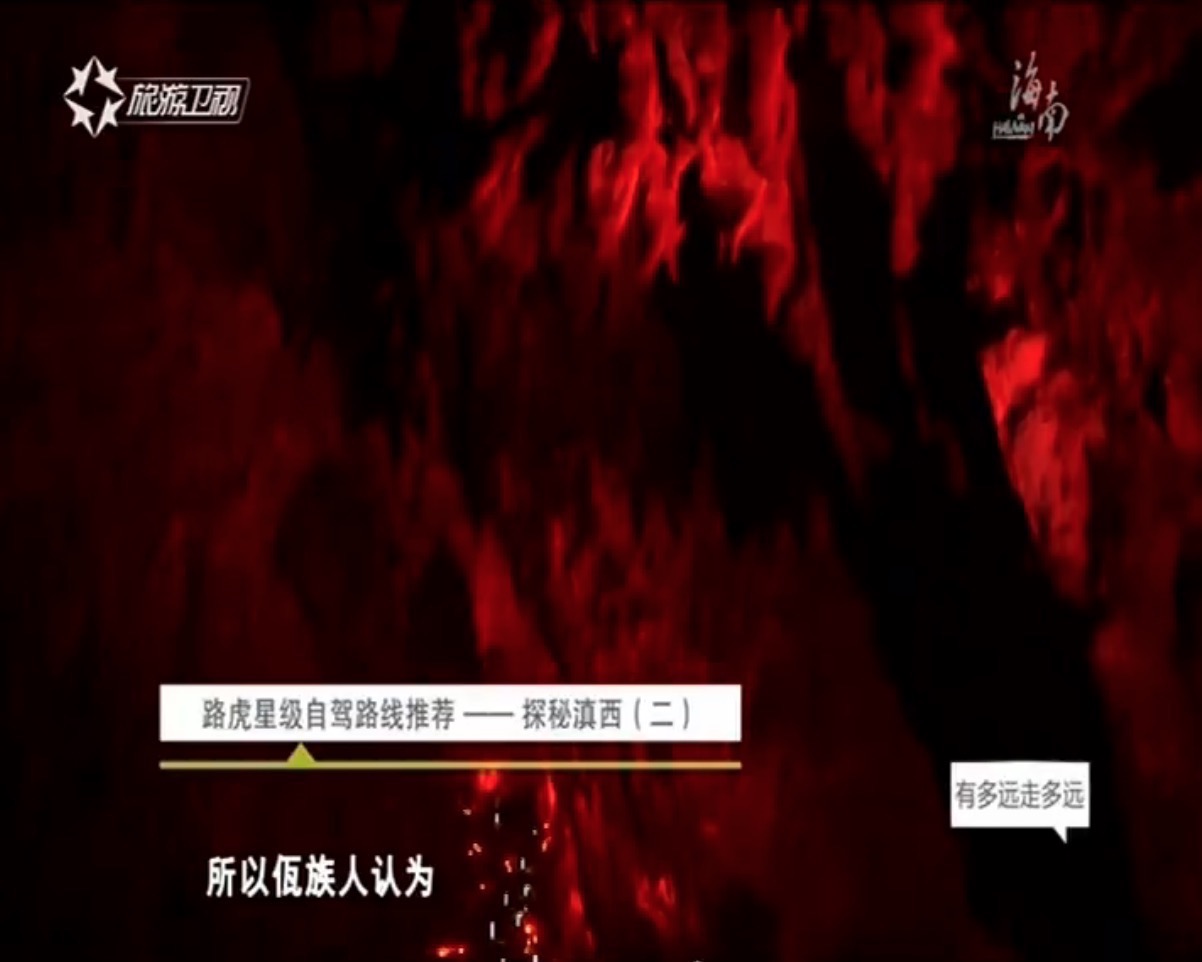 旅游卫视
海南
HAINAN
路虎星级自驾路线推荐 —— 探秘滇西(二)
有多远走多远
所以佤族人认为